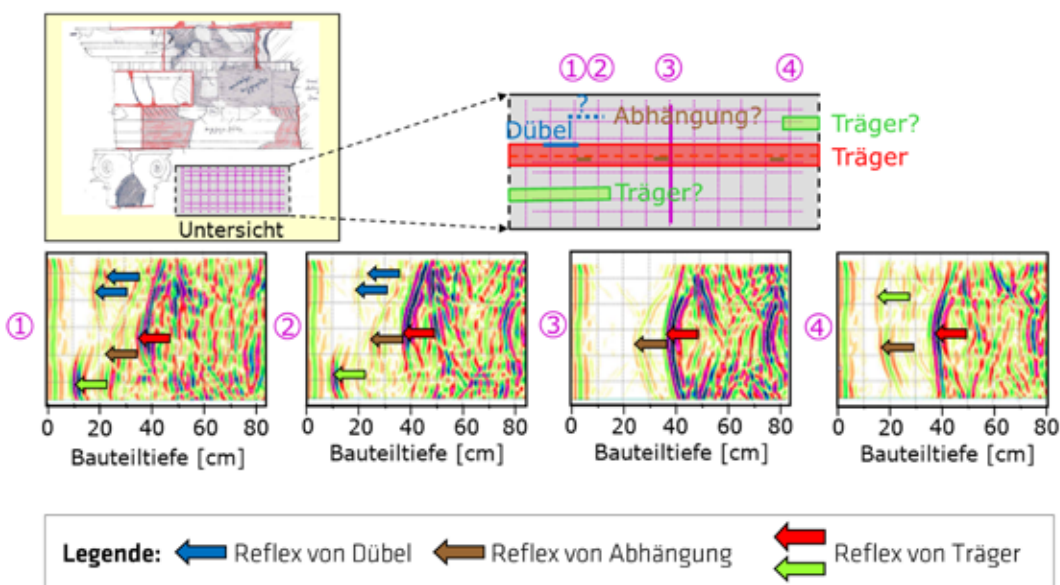 ① ② ③ ④
?
Abhängung?
Dübel
Träger?
Träger
Träger?
Untersicht
① ② ③ ④
0 20 40 60 80
Bauteiltiefe [cm]
0 20 40 60 80
Bauteiltiefe [cm]
0 20 40 60 80
Bauteiltiefe [cm]
0 20 40 60 80
Bauteiltiefe [cm]
Legende: Reflex von Dübel Reflex von Abhängung Reflex von Träger